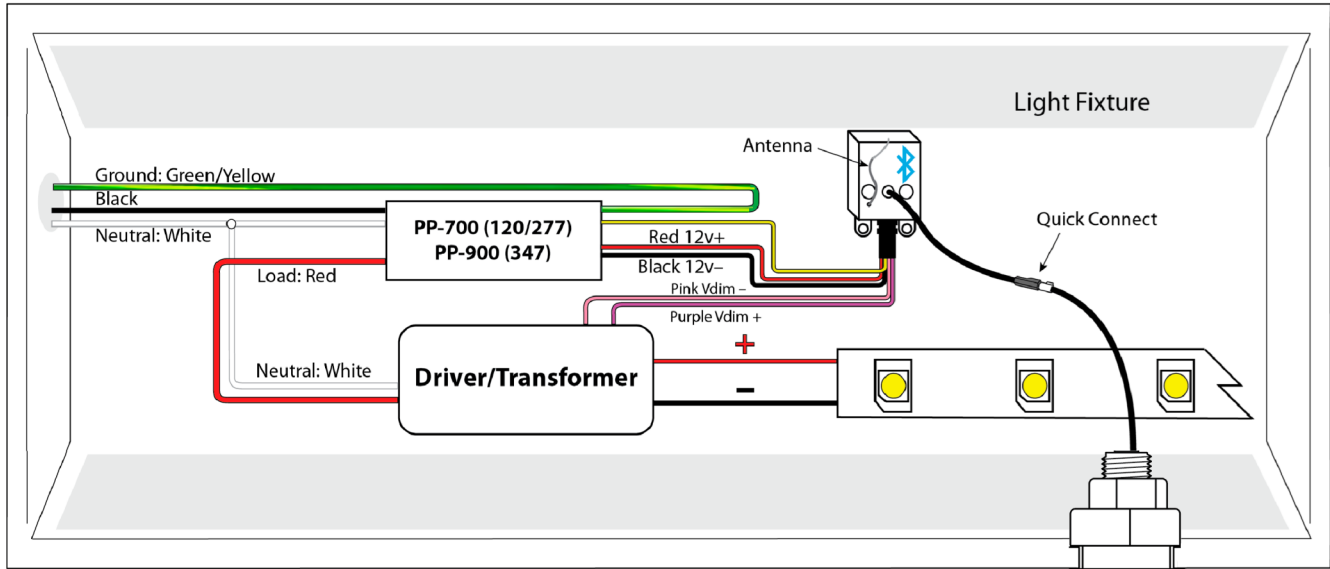 Light Fixture
Antenna
Ground: Green/Yellow
Black
Neutral: White
PP-700 (120/277)
PP-900 (347)
Quick Connect
Red 12v+
Black 12v–
Load: Red
Pink Vdim –
Purple Vdim +
+
Neutral: White
Driver/Transformer
–